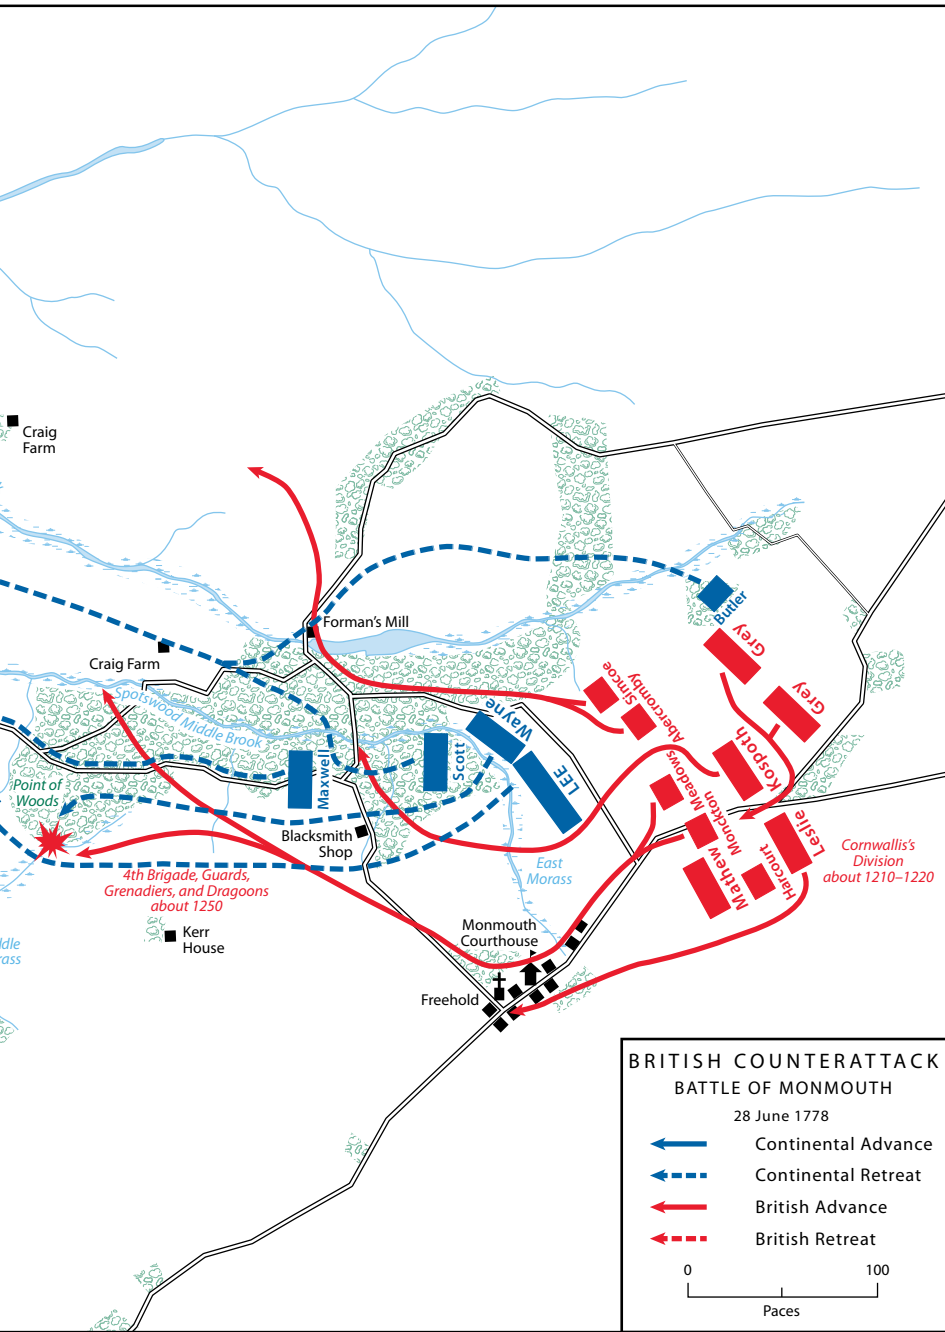 Craig
Farm
Forman's Mill
Butler
Grey
Craig Farm
Simcoe
Abercromby
Grey
Spotswood Middle Brook
Wayne
Kosporth
Scott
Maxwell
LEE
Meadows
Point of
Woods
Monckton
Leslie
Blacksmith
Shop
Mathew
Harcourt
Cornwallis's
Division
about 1210–1220
East
Morass
4th Brigade, Guards,
Grenadiers, and Dragoons
about 1250
Monmouth
Courthouse
Kerr
House
ddle
rass
Freehold
BRITISH COUNTERATTACK
BATTLE OF MONMOUTH
28 June 1778
Continental Advance
Continental Retreat
British Advance
British Retreat
0 100
Paces